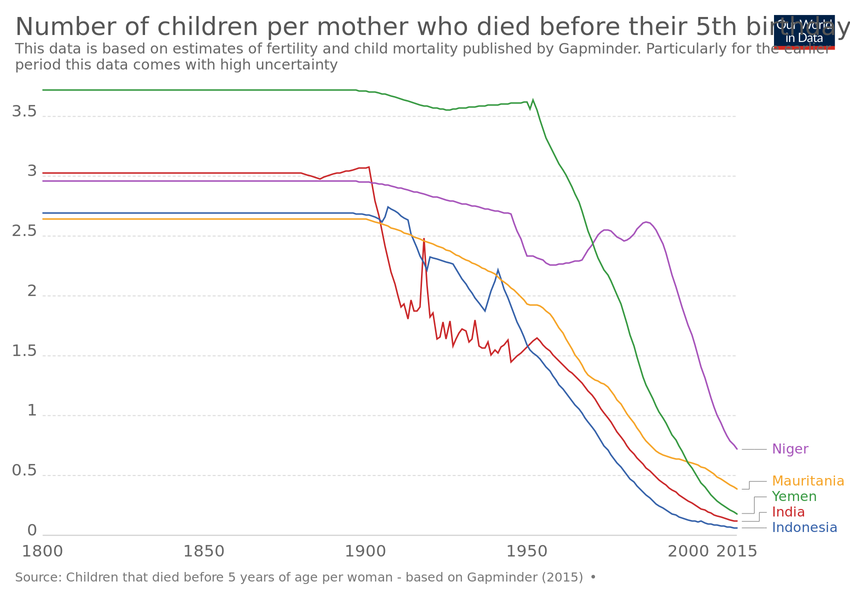 Number of children per mother who died before their 5th birthday
Our World
in Data
This data is based on estimates of fertility and child mortality published by Gapminder. Particularly for the earlier
period this data comes with high uncertainty
3.5
3
2.5
2
1.5
1
0.5
0
Niger
Mauritania
Yemen
India
Indonesia
1800 1850 1900 1950 2000 2015
Source: Children that died before 5 years of age per woman - based on Gapminder (2015) •